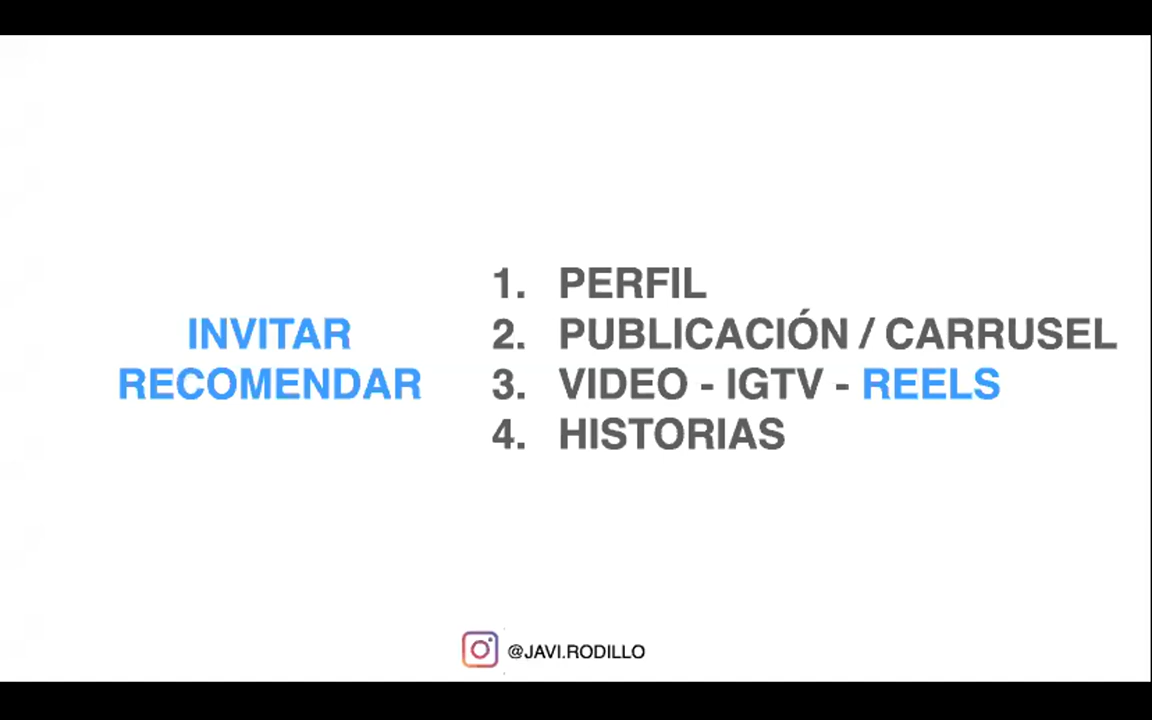 INVITAR
RECOMENDAR
1. PERFIL
2. PUBLICACIÓN / CARRUSEL
3. VIDEO - IGTV - REELS
4. HISTORIAS
@JAVI.RODILLO